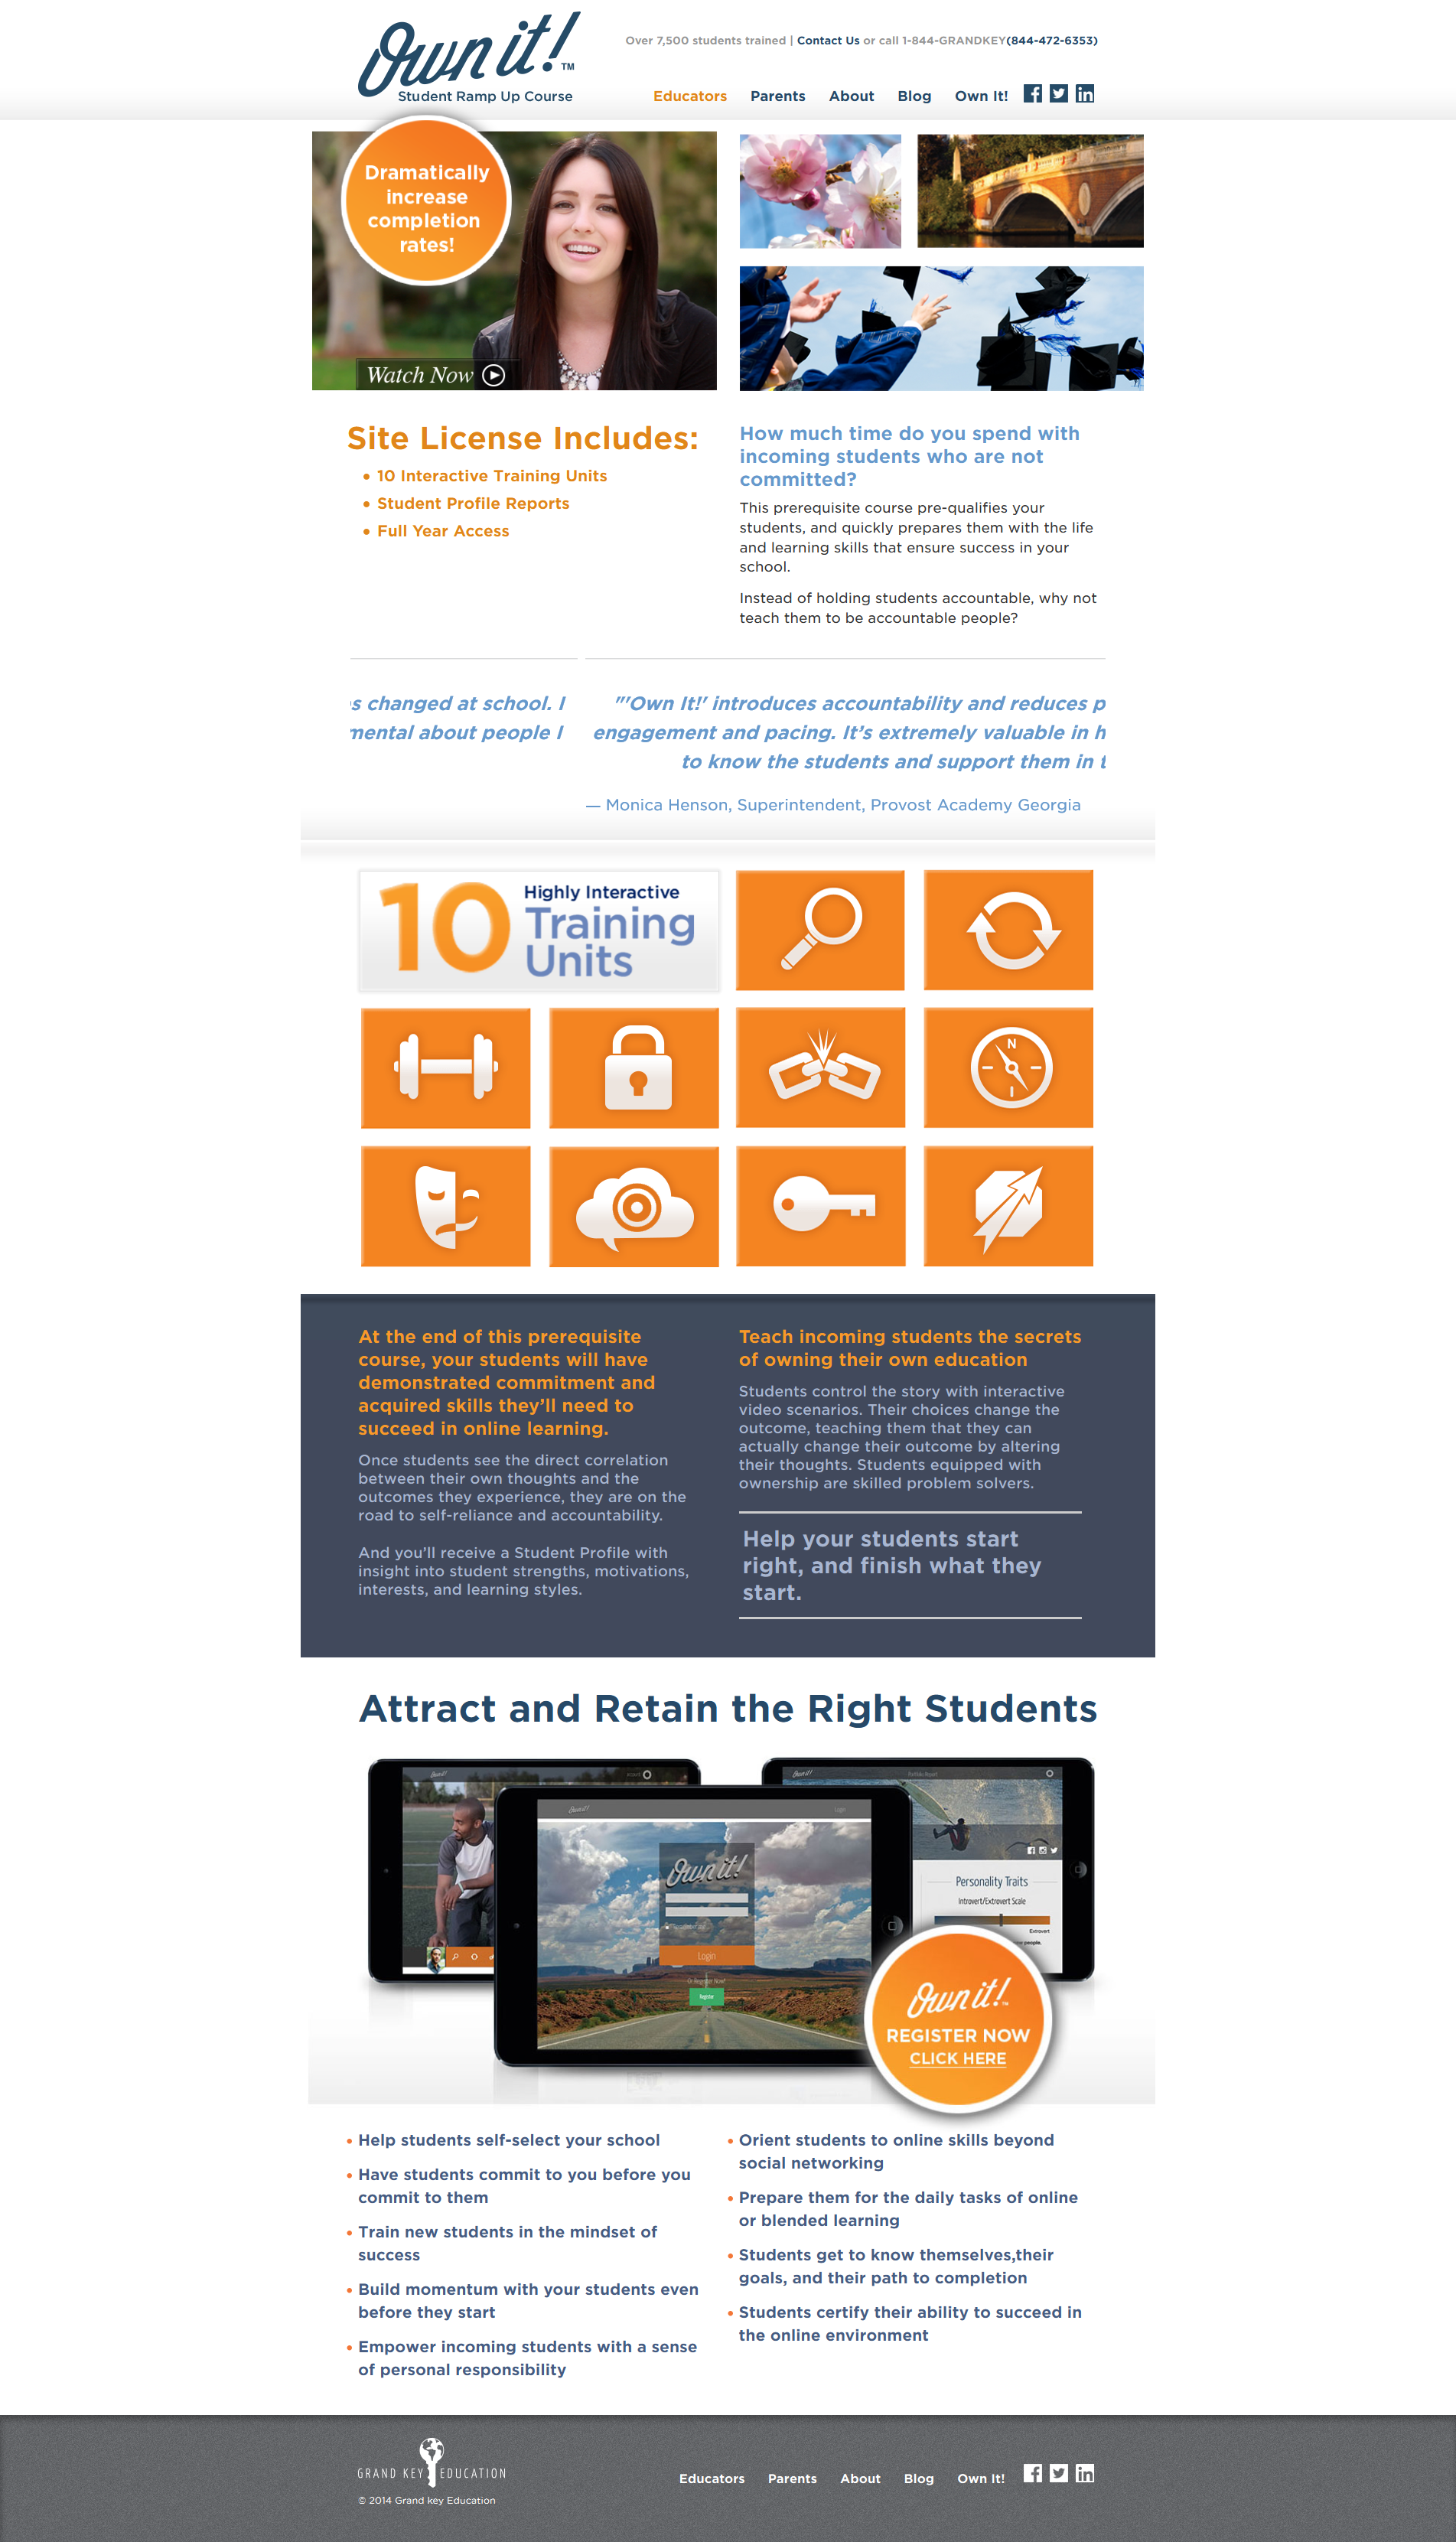 Own it!™
Student Ramp Up Course
Over 7,500 students trained | Contact Us or call 1-844-GRANDKEY(844-472-6353)
Educators Parents About Blog Own It!
Dramatically
increase
completion
rates!
Watch Now
Site License Includes:
• 10 Interactive Training Units
• Student Profile Reports
• Full Year Access
How much time do you spend with
incoming students who are not
committed?
This prerequisite course pre-qualifies your
students, and quickly prepares them with the life
and learning skills that ensure success in your
school.
Instead of holding students accountable, why not
teach them to be accountable people?
s changed at school. I
mental about people I
"'Own It!' introduces accountability and reduces p
engagement and pacing. It’s extremely valuable in h
to know the students and support them in t
— Monica Henson, Superintendent, Provost Academy Georgia
10 Highly Interactive
Training
Units
N
At the end of this prerequisite
course, your students will have
demonstrated commitment and
acquired skills they’ll need to
succeed in online learning.
Once students see the direct correlation
between their own thoughts and the
outcomes they experience, they are on the
road to self-reliance and accountability.
And you’ll receive a Student Profile with
insight into student strengths, motivations,
interests, and learning styles.
Teach incoming students the secrets
of owning their own education
Students control the story with interactive
video scenarios. Their choices change the
outcome, teaching them that they can
actually change their outcome by altering
their thoughts. Students equipped with
ownership are skilled problem solvers.
Help your students start
right, and finish what they
start.
Attract and Retain the Right Students
Own it!
Own it! Login
Own it!
Login
Or Register Now!
Register
Own it!
Personality Traits
Introvert/Extrovert Scale
Extrovert
people.
Own it!™
REGISTER NOW
CLICK HERE
• Help students self-select your school
• Have students commit to you before you
commit to them
• Train new students in the mindset of
success
• Build momentum with your students even
before they start
• Empower incoming students with a sense
of personal responsibility
• Orient students to online skills beyond
social networking
• Prepare them for the daily tasks of online
or blended learning
• Students get to know themselves,their
goals, and their path to completion
• Students certify their ability to succeed in
the online environment
GRAND KEY EDUCATION
© 2014 Grand key Education
Educators Parents About Blog Own It!